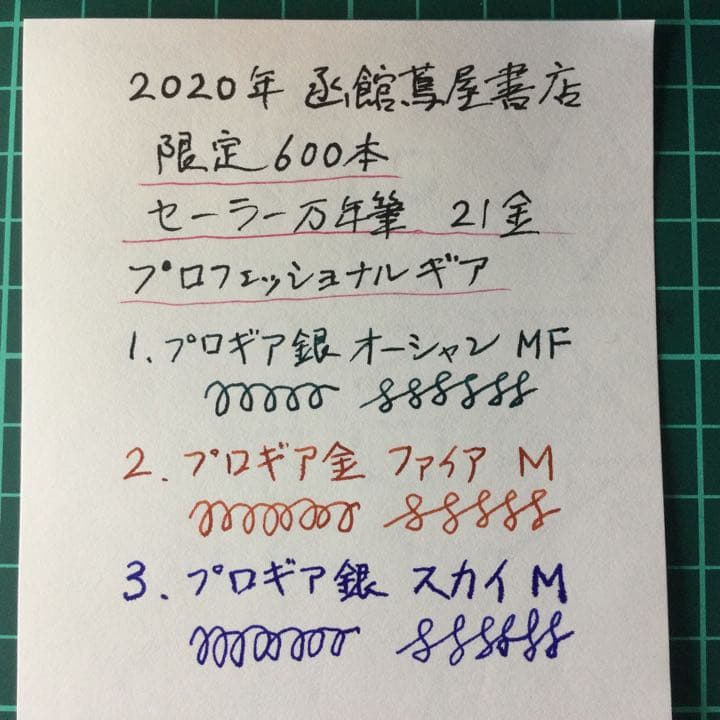 2020年 函館蔦屋書店
限定600本
セーラー万年筆 21金
プロフェッショナルギア
1.プロギア銀 オーシャン MF
2.プロギア金 ファイア M
3.プロギア銀 スカイ M